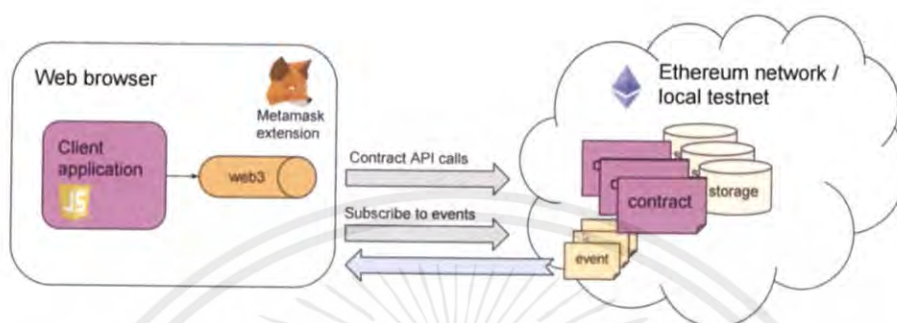 Web browser
Metamask
extension
Client
application
JS
web3
Contract API calls
Subscribe to events
Ethereum network /
local testnet
contract
storage
event